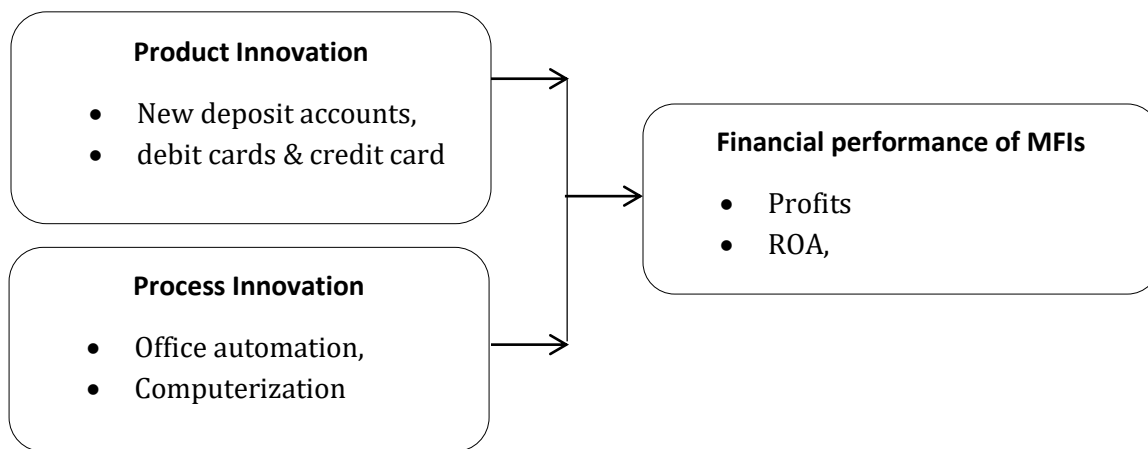 Product Innovation
• New deposit accounts,
• debit cards & credit card
Process Innovation
• Office automation,
• Computerization
Financial performance of MFIs
• Profits
• ROA,